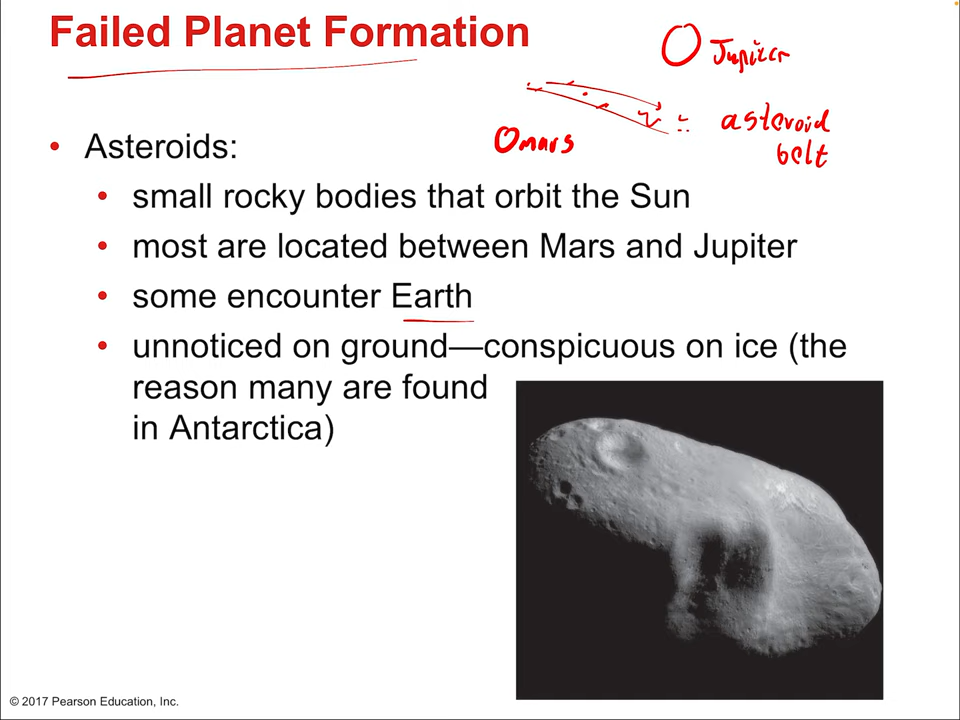 Failed Planet Formation
Jupiter
asteroid
belt
mars
• Asteroids:
• small rocky bodies that orbit the Sun
• most are located between Mars and Jupiter
• some encounter Earth
• unnoticed on ground—conspicuous on ice (the
reason many are found
in Antarctica)
© 2017 Pearson Education, Inc.